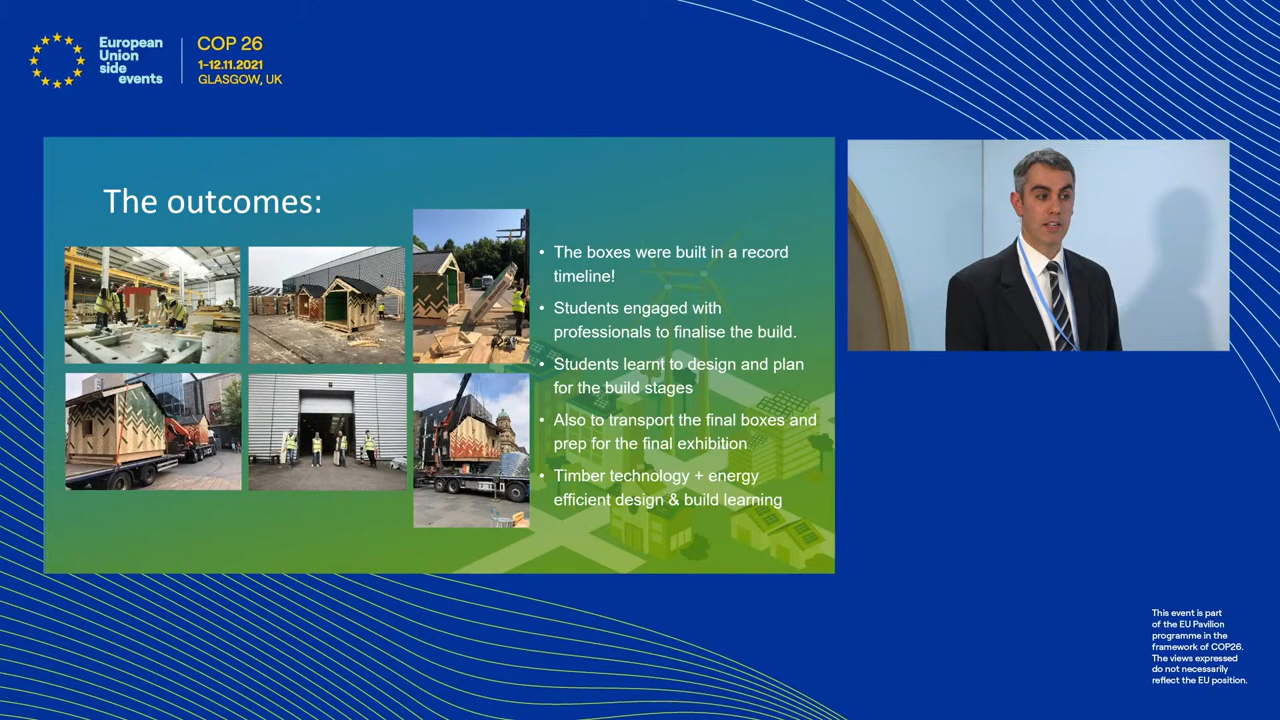 European
Union
side
events
COP 26
1-12.11.2021
GLASGOW, UK
The outcomes:
• The boxes were built in a record
timeline!
• Students engaged with
professionals to finalise the build.
• Students learnt to design and plan
for the build stages
• Also to transport the final boxes and
prep for the final exhibition
• Timber technology + energy
efficient design & build learning
This event is part
of the EU Pavilion
programme in the
framework of COP26.
The views expressed
do not necessarily
reflect the EU position.